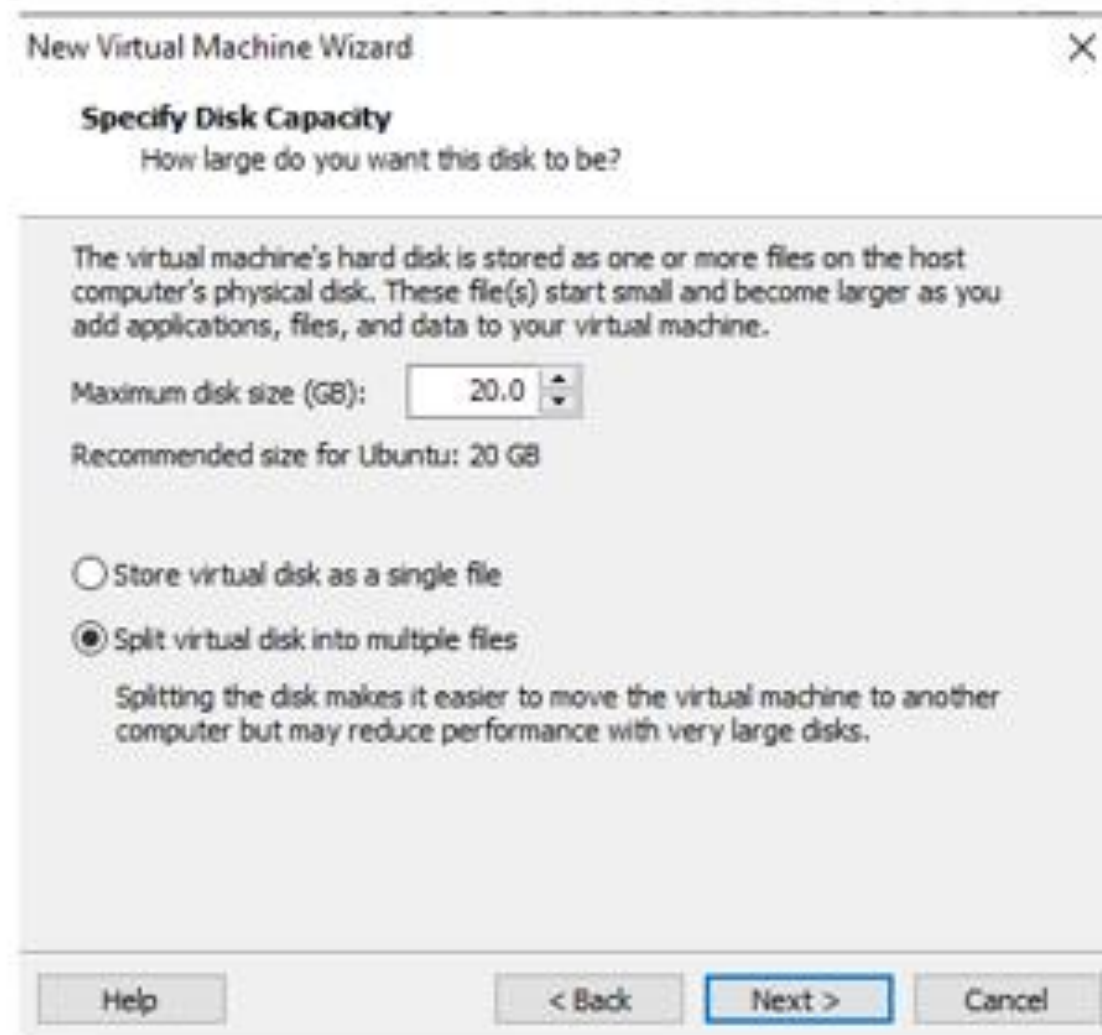 New Virtual Machine Wizard
Specify Disk Capacity
How large do you want this disk to be?
The virtual machine's hard disk is stored as one or more files on the host
computer's physical disk. These file(s) start small and become larger as you
add applications, files, and data to your virtual machine.
Maximum disk size (GB): 20.0
Recommended size for Ubuntu: 20 GB
Store virtual disk as a single file
Split virtual disk into multiple files
Splitting the disk makes it easier to move the virtual machine to another
computer but may reduce performance with very large disks.
Help < Back Next > Cancel